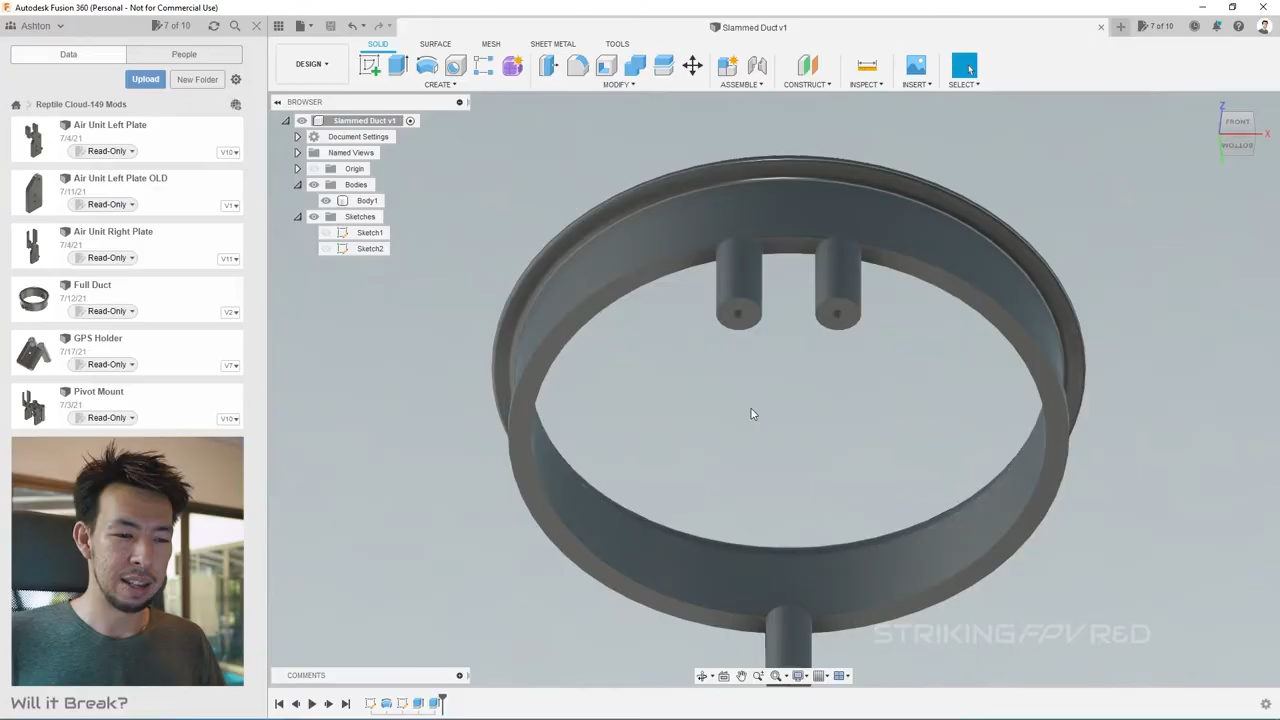 Autodesk Fusion 360 (Personal - Not for Commercial Use)
Ashton
7 of 10
Slammed Duct v1
7 of 10
Data
People
Upload
New Folder
Reptile Cloud-149 Mods
Air Unit Left Plate
7/4/21
Read-Only
V10
Air Unit Left Plate OLD
7/11/21
Read-Only
V1
Air Unit Right Plate
7/4/21
Read-Only
V11
Full Duct
7/12/21
Read-Only
V2
GPS Holder
7/17/21
Read-Only
V7
Pivot Mount
7/3/21
Read-Only
V10
Will it Break?
DESIGN
SOLID
SURFACE
MESH
SHEET METAL
TOOLS
CREATE
MODIFY
ASSEMBLE
CONSTRUCT
INSPECT
INSERT
SELECT
BROWSER
Slammed Duct v1
Document Settings
Named Views
Origin
Bodies
Body1
Sketches
Sketch1
Sketch2
Z
FRONT
X
BOTTOM
STRIKING FPV R&D
COMMENTS